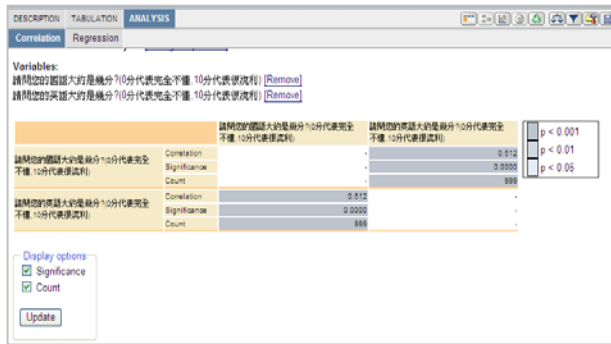 DESCRIPTION TABULATION ANALYSIS
Correlation Regression
Variables:
請問您的國語大約是幾分?(0分代表完全不懂,10分代表很流利) [Remove]
請問您的英語大約是幾分?(0分代表完全不懂,10分代表很流利) [Remove]
請問您的國語大約是幾分?(0分代表完全不懂,10分代表很流利) 請問您的英語大約是幾分?(0分代表完全不懂,10分代表很流利)
p < 0.001
p < 0.01
p < 0.05
請問您的國語大約是幾分?(0分代表完全
不懂,10分代表很流利)
Correlation - 0.512
Significance - 0.0000
Count - 999
請問您的英語大約是幾分?(0分代表完全
不懂,10分代表很流利)
Correlation 0.512 -
Significance 0.0000 -
Count 999 -
Display options
Significance
Count
Update